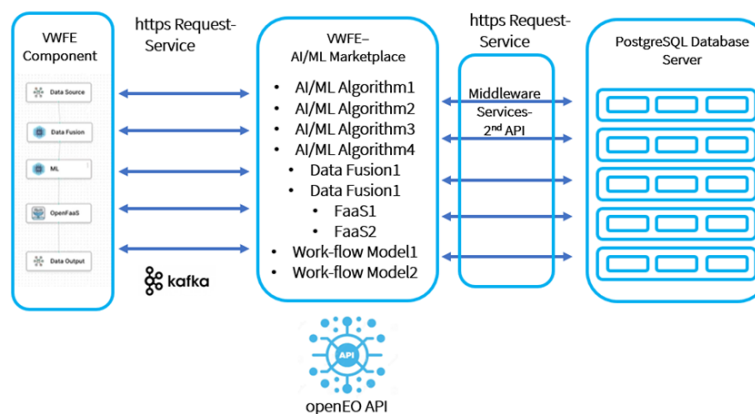 VWFE
Component
Data Source
Data Fusion
ML
OpenFaaS
Data Output
https Request-
Service
kafka
VWFE–
AI/ML Marketplace
• AI/ML Algorithm1
• AI/ML Algorithm2
• AI/ML Algorithm3
• AI/ML Algorithm4
• Data Fusion1
• Data Fusion1
• FaaS1
• FaaS2
• Work-flow Model1
• Work-flow Model2
API
openEO API
https Request-
Service
Middleware
Services-
2nd API
PostgreSQL Database
Server